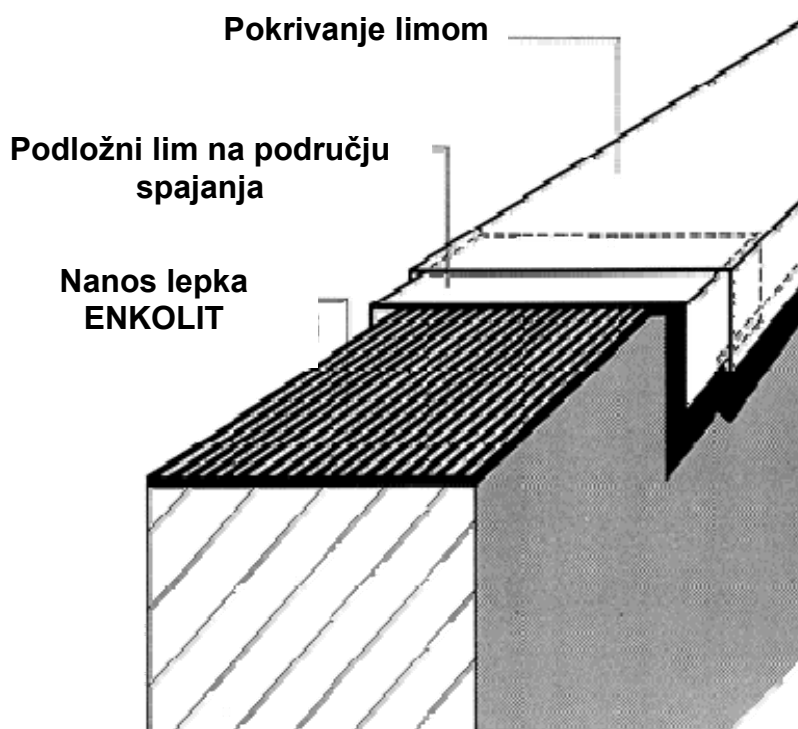 Pokrivanje limom
Podložni lim na području
spajanja
Nanos lepka
ENKOLIT